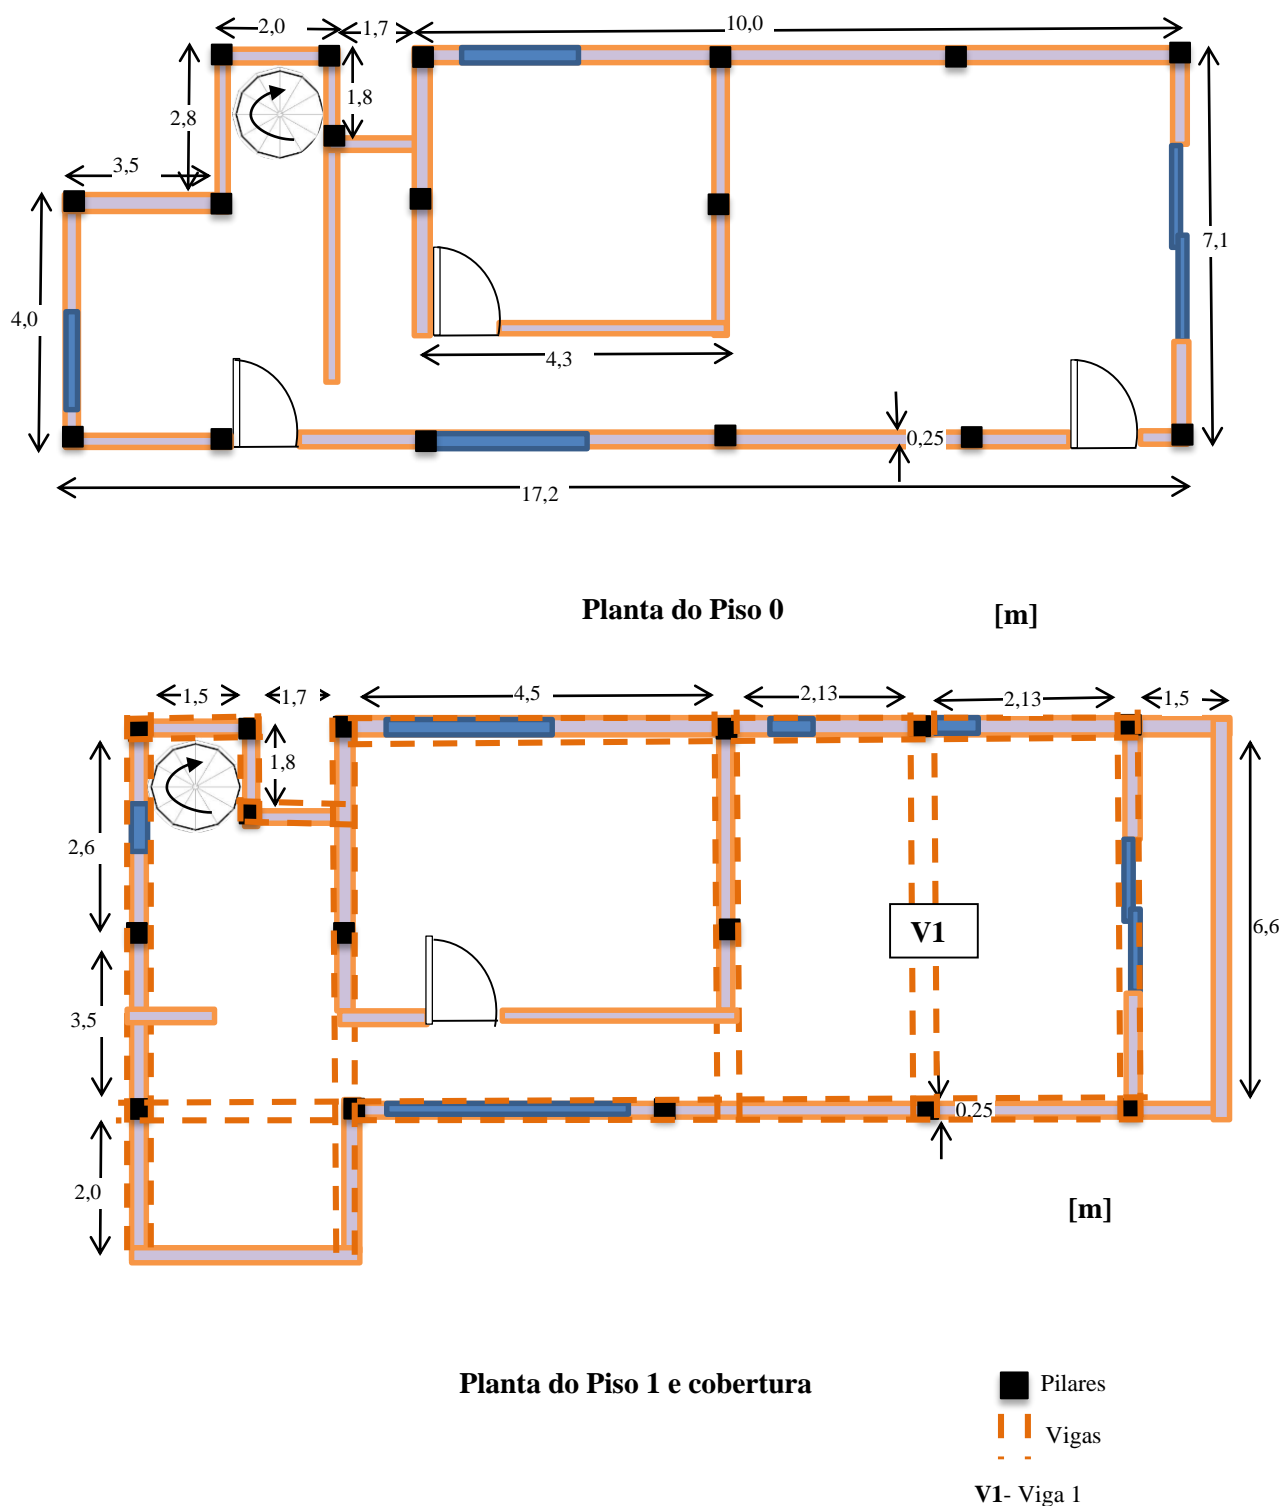 2,0 1,7 10,0
1,8
2,8
3,5
7,1
4,0
4,3
0,25
17,2
Planta do Piso 0 [m]
1,5 1,7 4,5 2,13 2,13 1,5
1,8
2,6
V1
6,6
3,5
0,25
2,0
[m]
Planta do Piso 1 e cobertura
Pilares
Vigas
V1- Viga 1